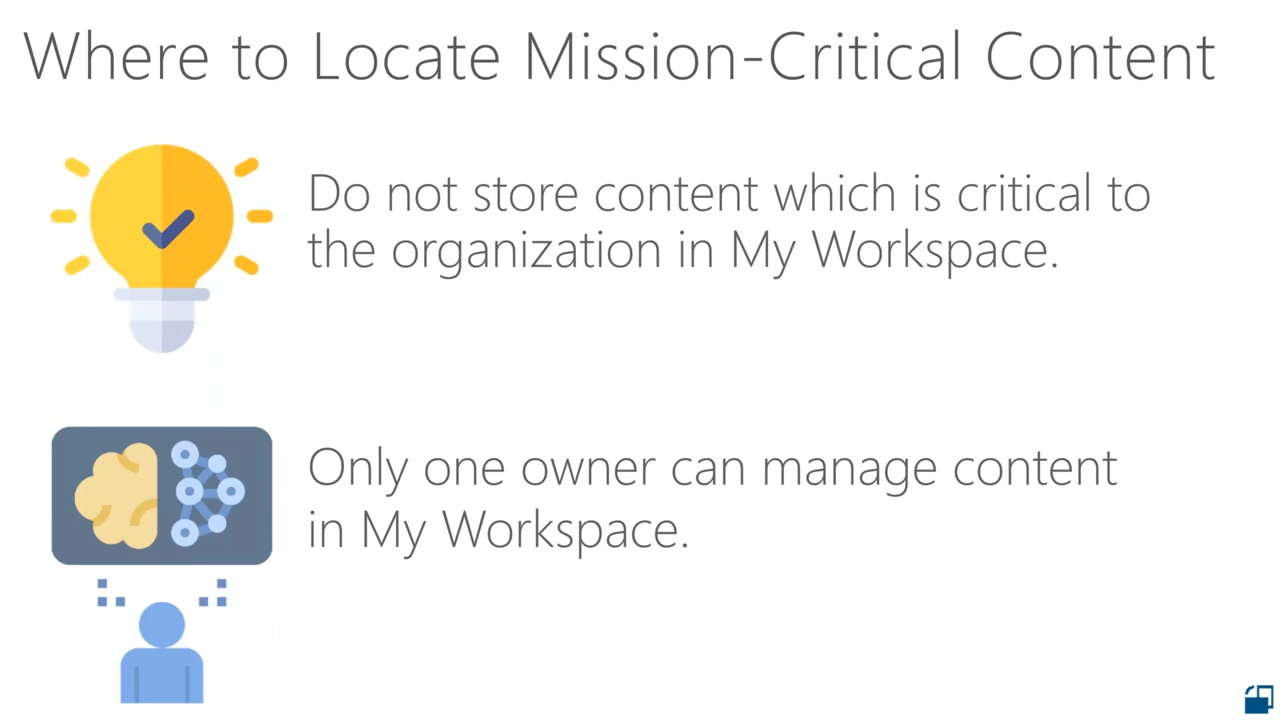 Where to Locate Mission-Critical Content
Do not store content which is critical to
the organization in My Workspace.
Only one owner can manage content
in My Workspace.